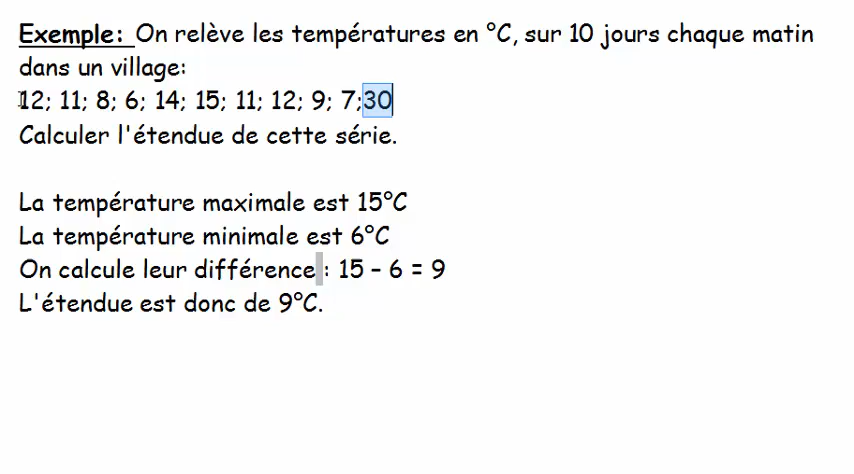 Exemple: On relève les températures en °C, sur 10 jours chaque matin
dans un village:
12; 11; 8; 6; 14; 15; 11; 12; 9; 7;30
Calculer l'étendue de cette série.
La température maximale est 15°C
La température minimale est 6°C
On calcule leur différence : 15 – 6 = 9
L'étendue est donc de 9°C.